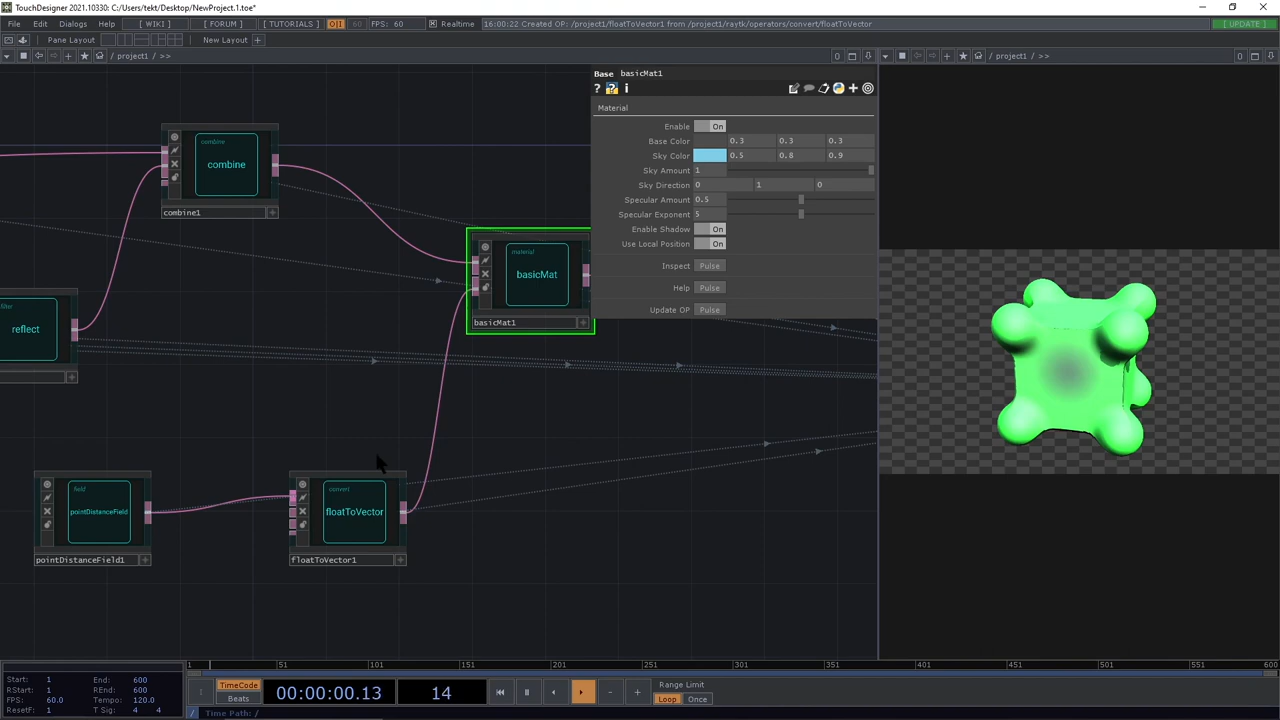 TouchDesigner 2021.10330: C:/Users/tekt/Desktop/NewProject.1.toe*
File Edit Dialogs Help [ WIKI ] [ FORUM ] [ TUTORIALS ] O|I 60 FPS: 60 Realtime 16:00:22 Created OP: /project1/floatToVector1 from /project1/raytk/operators/convert/floatToVector [ UPDATE ]
Pane Layout New Layout +
/ project1 / >> 0
/ project1 / >> 0
Base basicMat1
? i
Material
Enable On
Base Color 0.3 0.3 0.3
Sky Color 0.5 0.8 0.9
Sky Amount 1
Sky Direction 0 1 0
Specular Amount 0.5
Specular Exponent 5
Enable Shadow On
Use Local Position On
Inspect Pulse
Help Pulse
Update OP Pulse
combine
combine
combine1
material
basicMat
basicMat1
filter
reflect
field
pointDistanceField
pointDistanceField1
convert
floatToVector
floatToVector1
1 51 101 151 201 251 301 351 401 451 501 551 600
Start: 1 End: 600
RStart: 1 REnd: 600
FPS: 60.0 Tempo: 120.0
ResetF: 1 T Sig: 4 4
TimeCode
Beats
00:00:00.13
14
Range Limit
Loop Once
/ Time Path: /